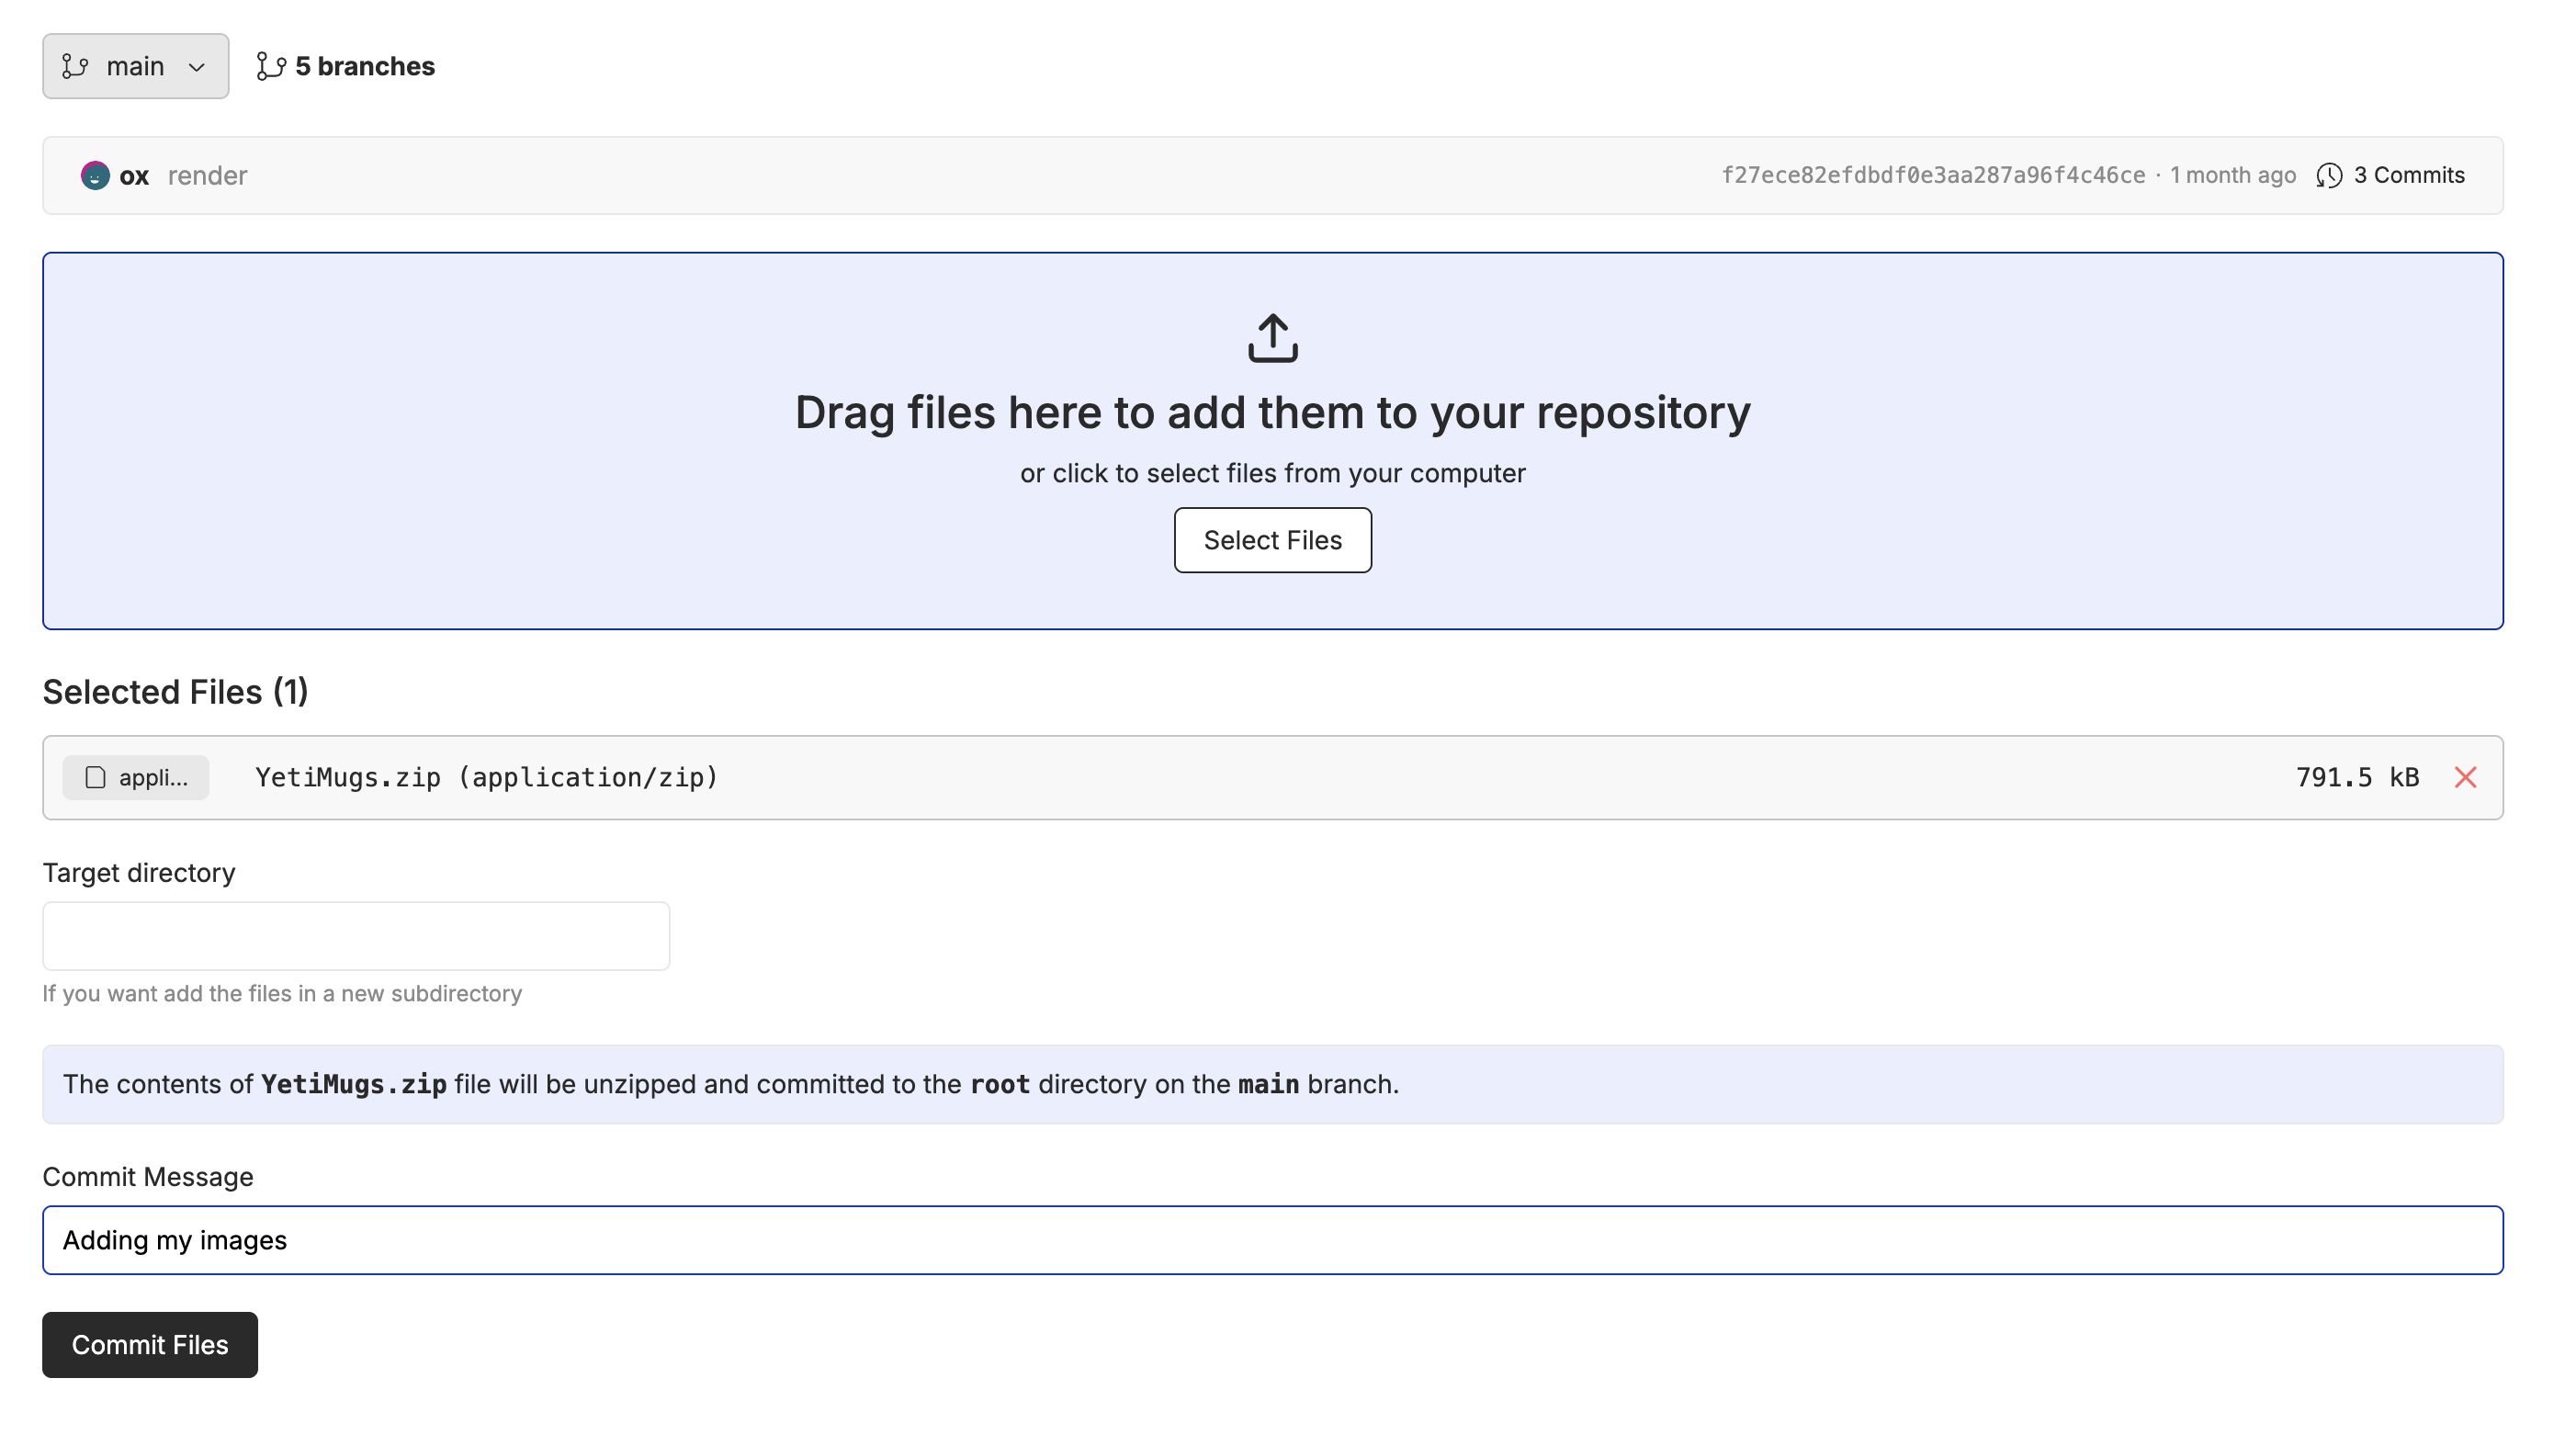 main
5 branches
ox render
f27ece82efdbdf0e3aa287a96f4c46ce · 1 month ago 3 Commits
Drag files here to add them to your repository
or click to select files from your computer
Select Files
Selected Files (1)
appli... YetiMugs.zip (application/zip) 791.5 kB
Target directory
If you want add the files in a new subdirectory
The contents of YetiMugs.zip file will be unzipped and committed to the root directory on the main branch.
Commit Message
Adding my images
Commit Files